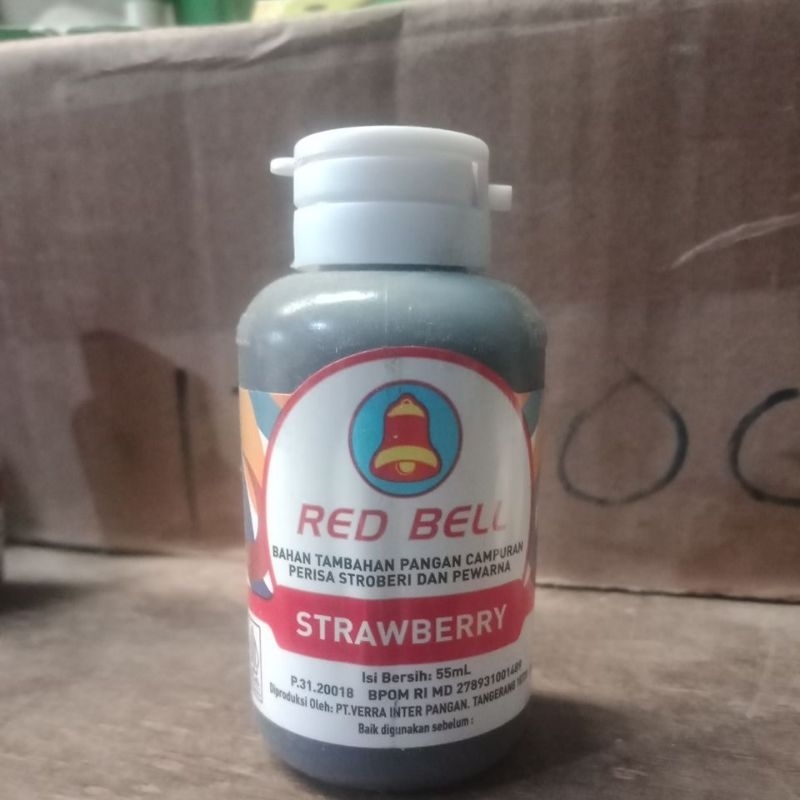 RED BELL
BAHAN TAMBAHAN PANGAN CAMPURAN
PERISA STROBERI DAN PEWARNA
STRAWBERRY
Isi Bersih: 55mL
P.31.20018 BPOM RI MD
Diproduksi Oleh: PT.VERRA INTER PANGAN. TANGERANG
Baik digunakan sebelum :